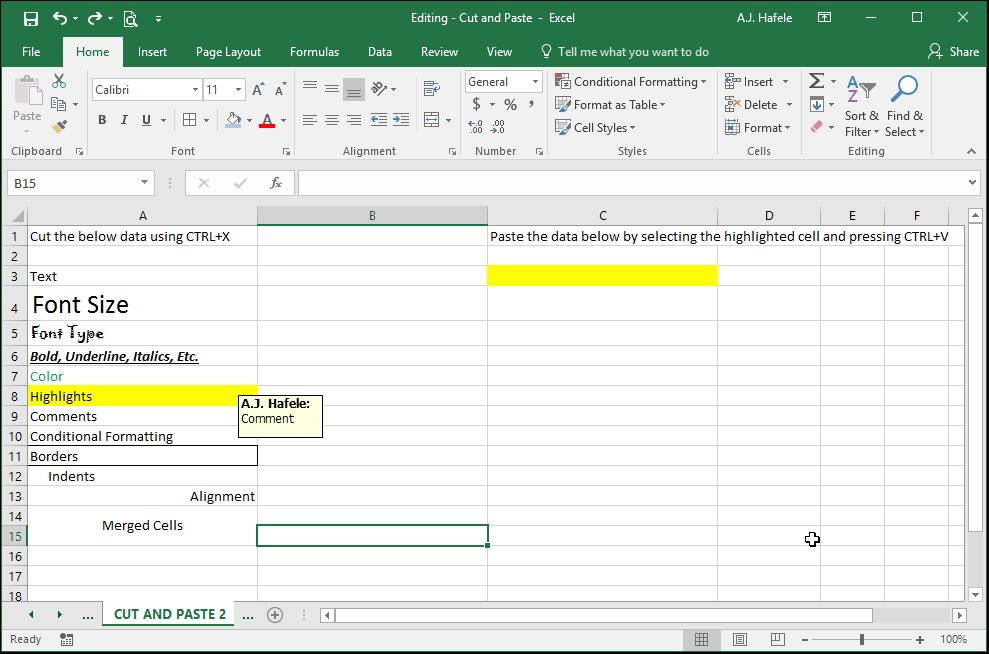 Editing - Cut and Paste - Excel
A.J. Hafele
File Home Insert Page Layout Formulas Data Review View Tell me what you want to do Share
Paste
Clipboard
Calibri 11
B I U
Font
Alignment
General
$ % ,
Number
Conditional Formatting
Format as Table
Cell Styles
Styles
Insert
Delete
Format
Cells
Sort & Filter
Find & Select
Editing
B15 fx
A B C D E F
1 Cut the below data using CTRL+X Paste the data below by selecting the highlighted cell and pressing CTRL+V
2
3 Text
4 Font Size
5 Font Type
6 Bold, Underline, Italics, Etc.
7 Color
8 Highlights
A.J. Hafele:
Comment
9 Comments
10 Conditional Formatting
11 Borders
12 Indents
13 Alignment
14
Merged Cells
15
16
17
18
... CUT AND PASTE 2 ...
Ready 100%